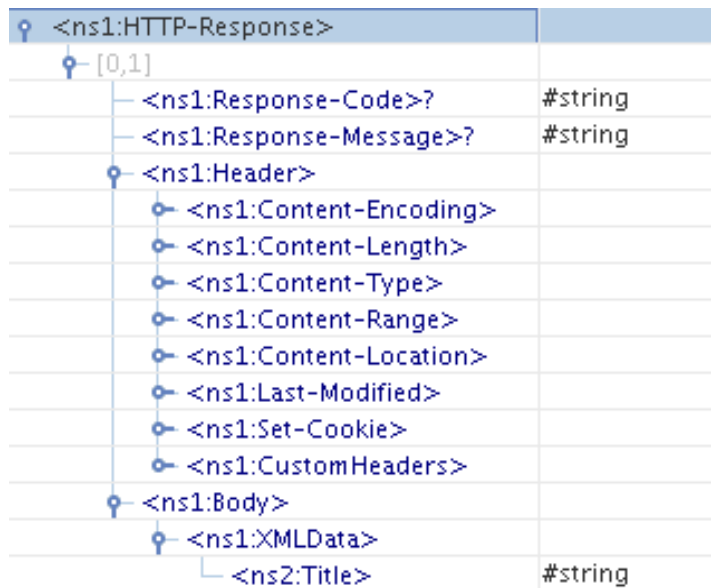 <ns1:HTTP-Response>
[0,1]
<ns1:Response-Code>? #string
<ns1:Response-Message>? #string
<ns1:Header>
<ns1:Content-Encoding>
<ns1:Content-Length>
<ns1:Content-Type>
<ns1:Content-Range>
<ns1:Content-Location>
<ns1:Last-Modified>
<ns1:Set-Cookie>
<ns1:CustomHeaders>
<ns1:Body>
<ns1:XMLData>
<ns2:Title> #string